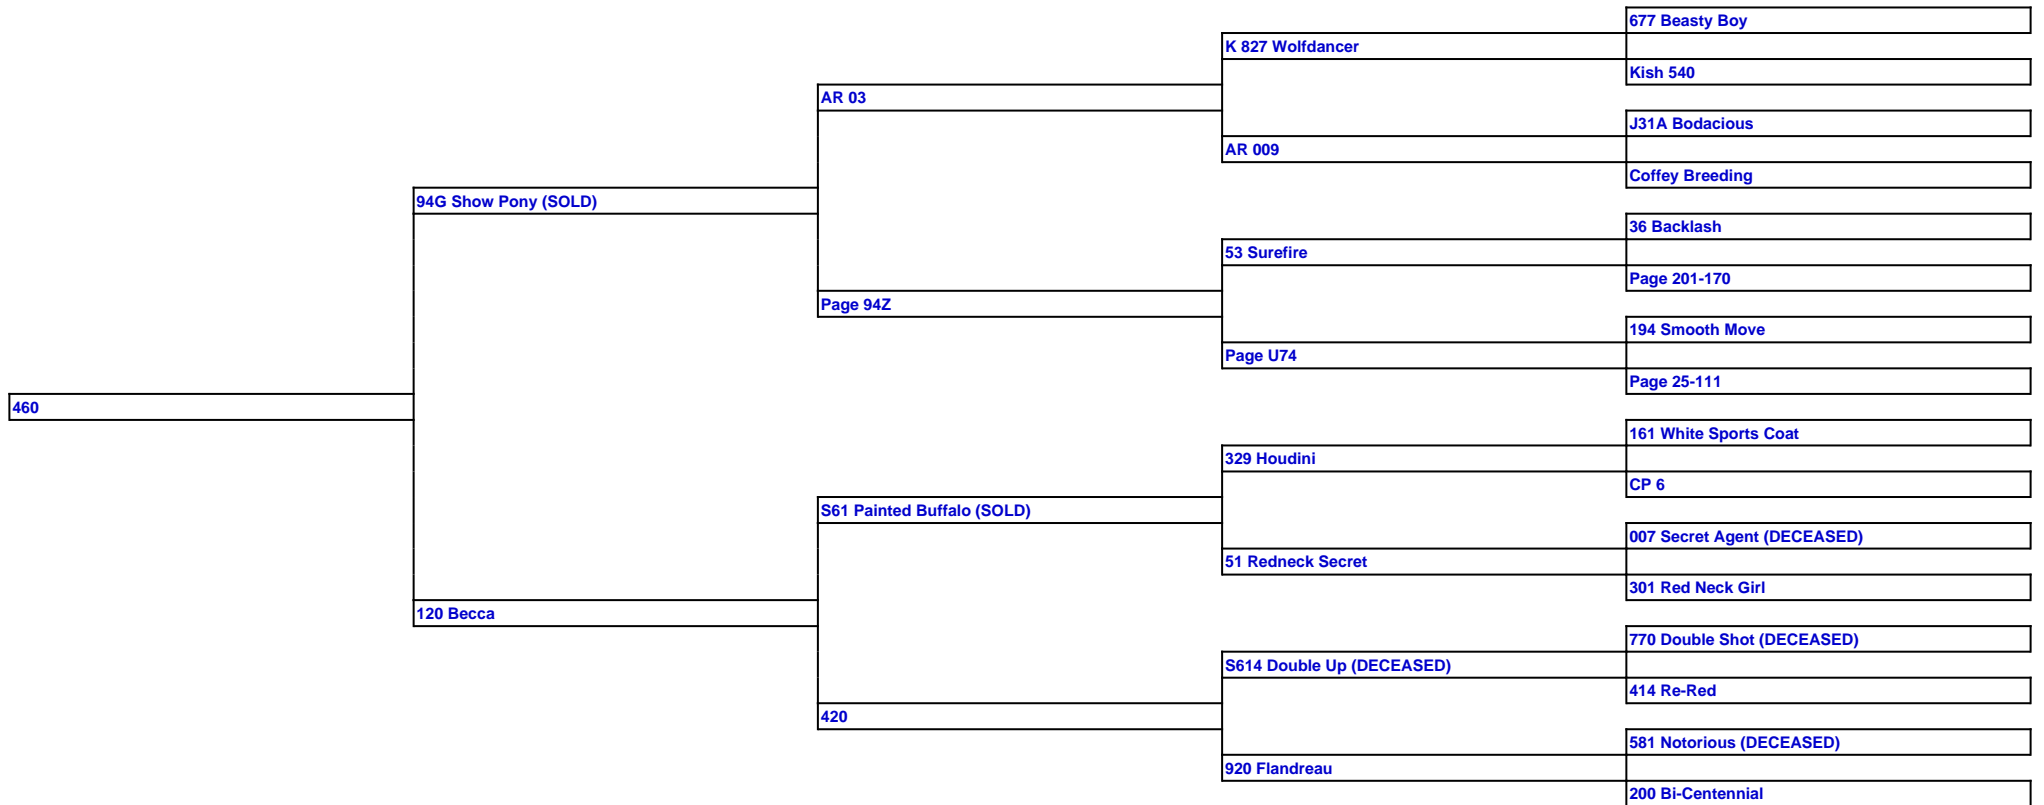 677 Beasty Boy
K 827 Wolfdancer
Kish 540
AR 03
J31A Bodacious
AR 009
Coffey Breeding
94G Show Pony (SOLD)
36 Backlash
53 Surefire
Page 201-170
Page 94Z
194 Smooth Move
Page U74
Page 25-111
460
161 White Sports Coat
329 Houdini
CP 6
S61 Painted Buffalo (SOLD)
007 Secret Agent (DECEASED)
51 Redneck Secret
301 Red Neck Girl
120 Becca
770 Double Shot (DECEASED)
S614 Double Up (DECEASED)
414 Re-Red
420
581 Notorious (DECEASED)
920 Flandreau
200 Bi-Centennial